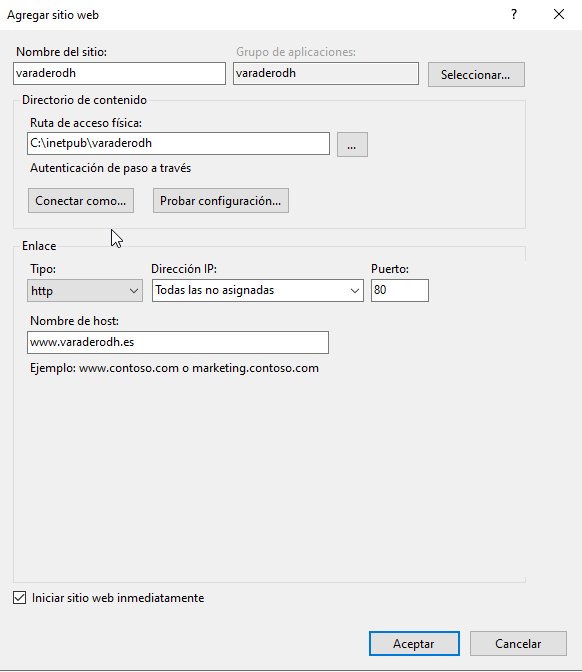 Agregar sitio web
?
Nombre del sitio:
Grupo de aplicaciones:
varaderodh
varaderodh
Seleccionar...
Directorio de contenido
Ruta de acceso física:
C:\inetpub\varaderodh
...
Autenticación de paso a través
Conectar como...
Probar configuración...
Enlace
Tipo:
Dirección IP:
Puerto:
http
Todas las no asignadas
80
Nombre de host:
www.varaderodh.es
Ejemplo: www.contoso.com o marketing.contoso.com
Iniciar sitio web inmediatamente
Aceptar
Cancelar